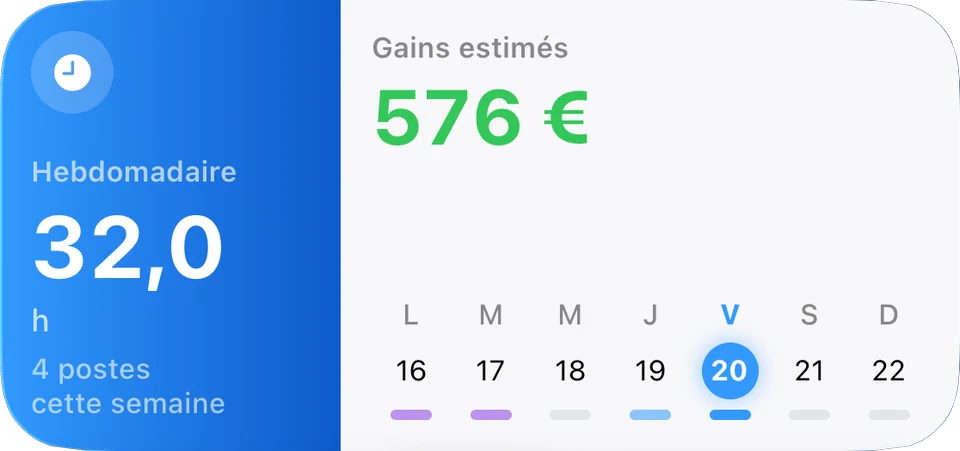 Hebdomadaire
32,0
h
4 postes
cette semaine
Gains estimés
576 €
L M M J V S D
16 17 18 19 20 21 22